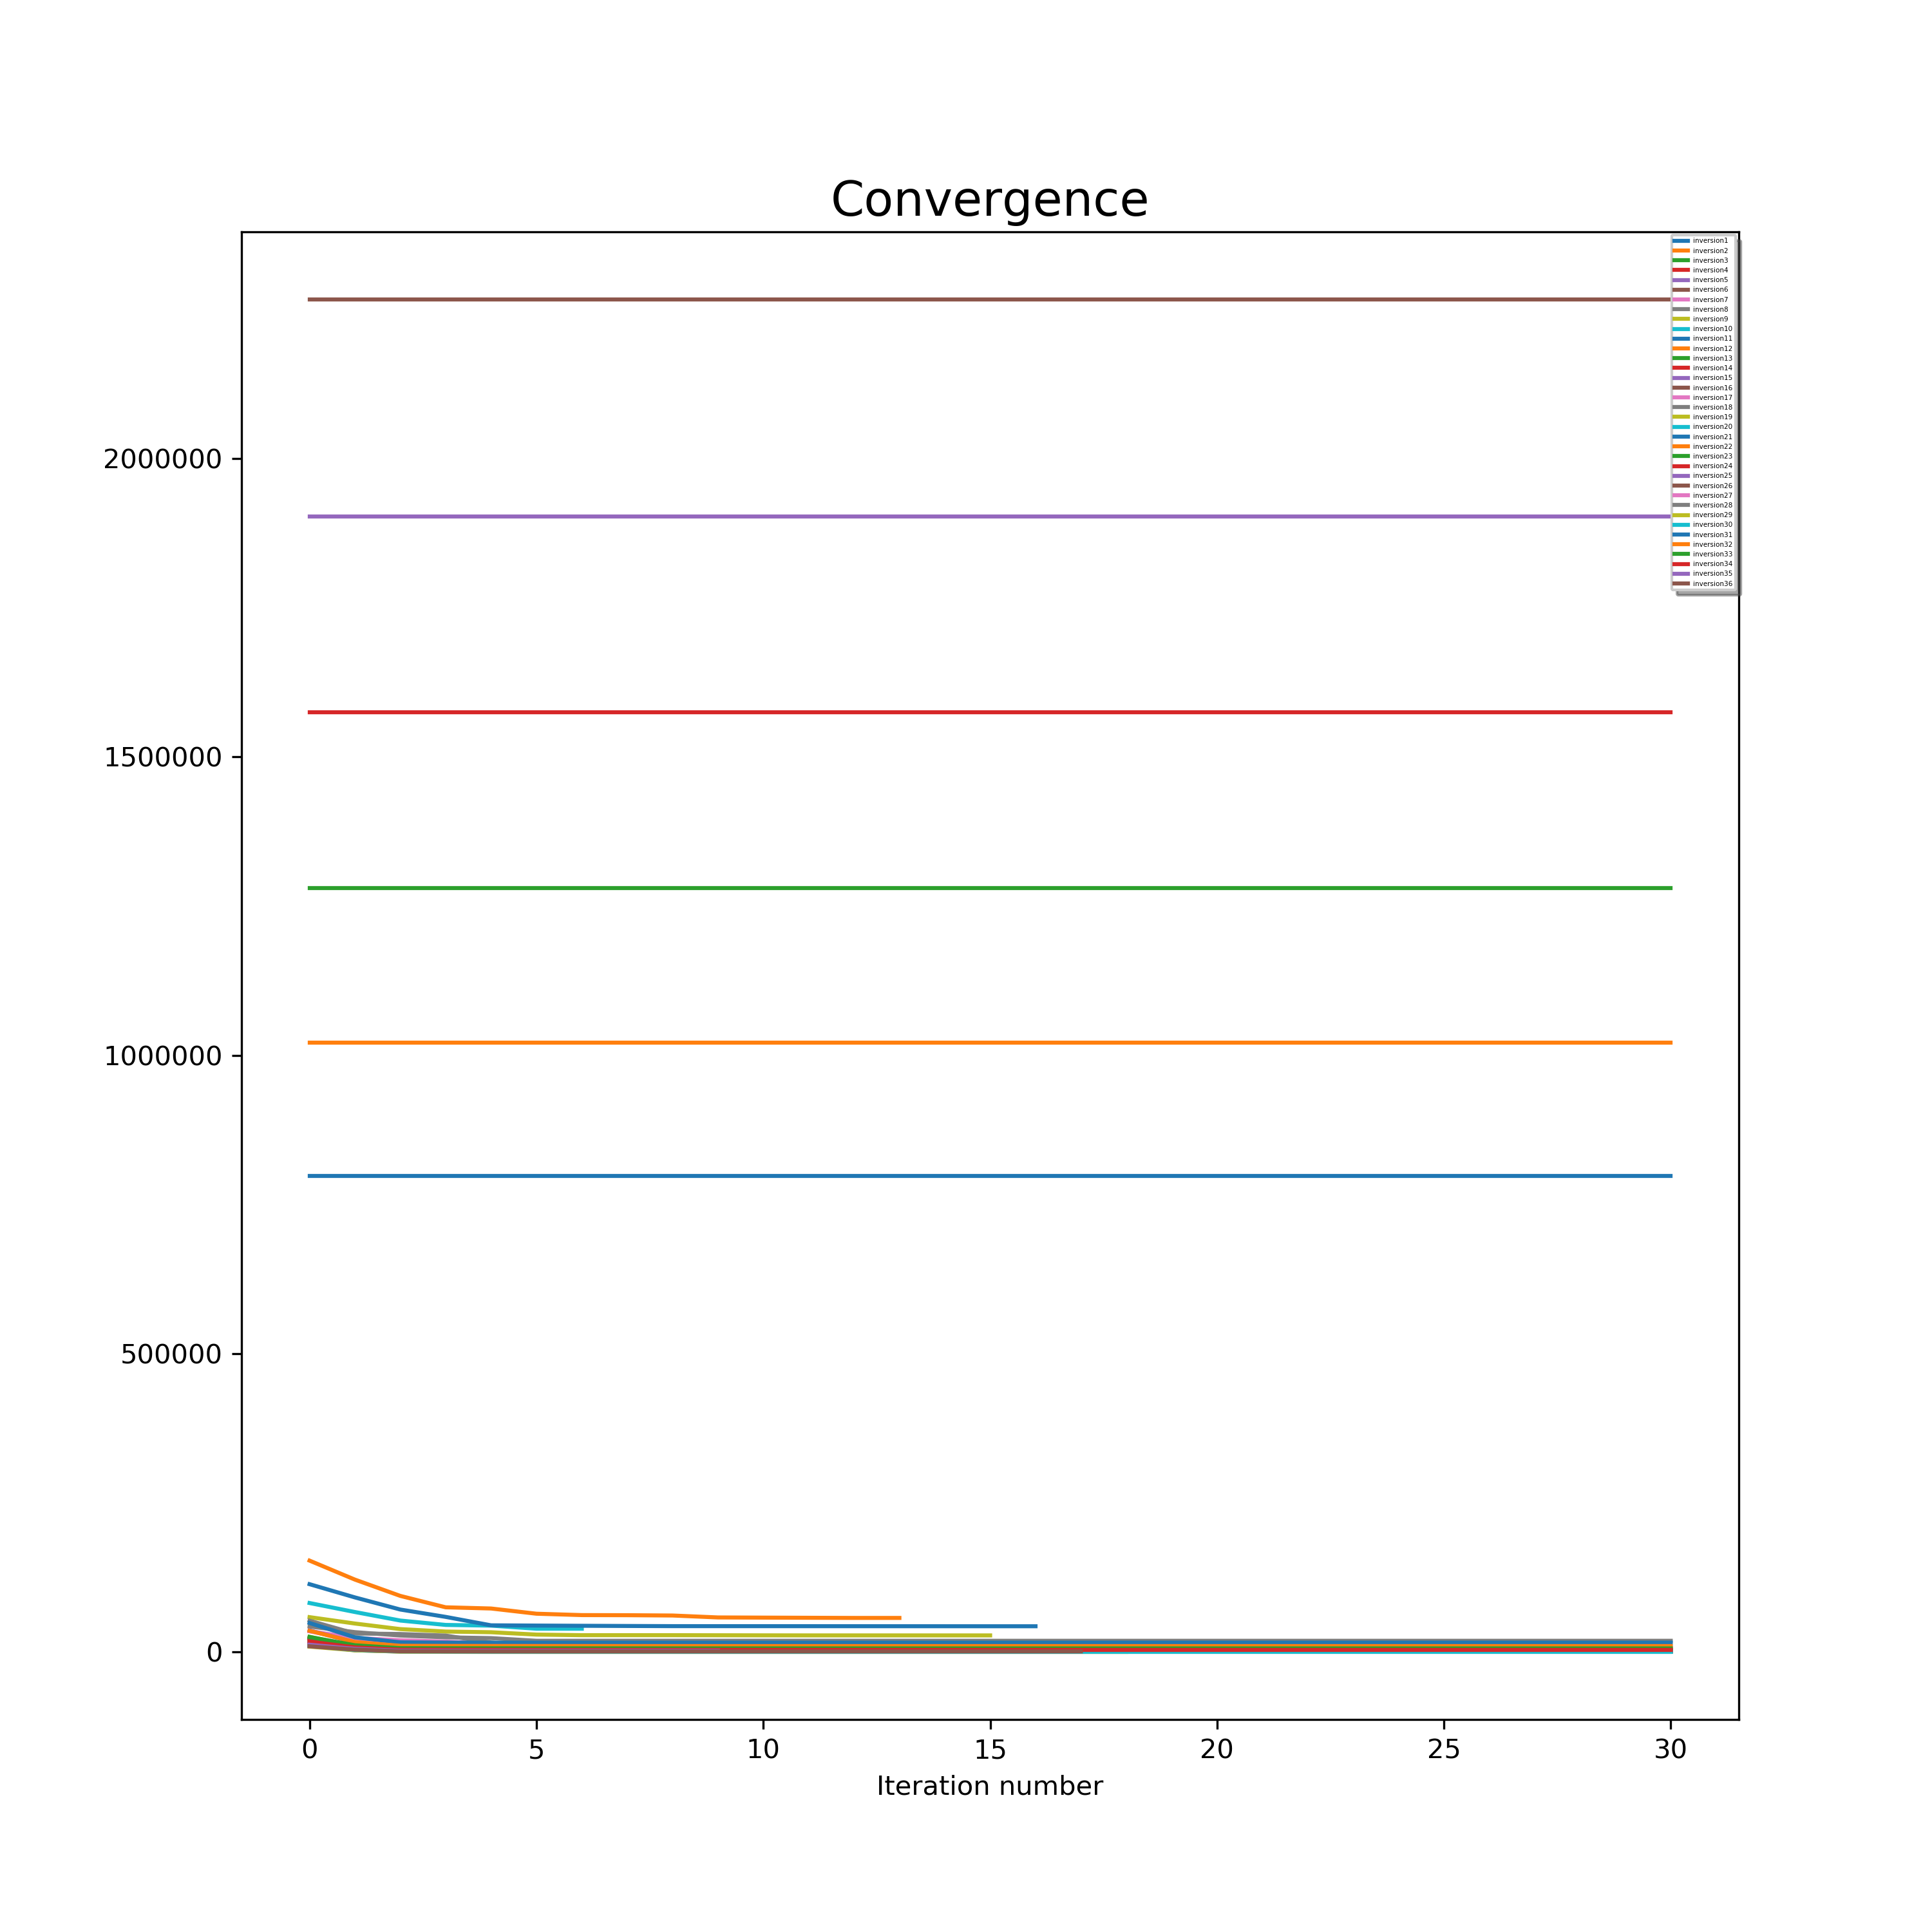 Convergence
inversion1
inversion2
inversion3
inversion4
inversion5
inversion6
inversion7
inversion8
inversion9
inversion10
inversion11
inversion12
inversion13
inversion14
inversion15
inversion16
inversion17
inversion18
inversion19
inversion20
inversion21
inversion22
inversion23
inversion24
inversion25
inversion26
inversion27
inversion28
inversion29
inversion30
inversion31
inversion32
inversion33
inversion34
inversion35
inversion36
2000000
1500000
1000000
500000
0
0 5 10 15 20 25 30
Iteration number